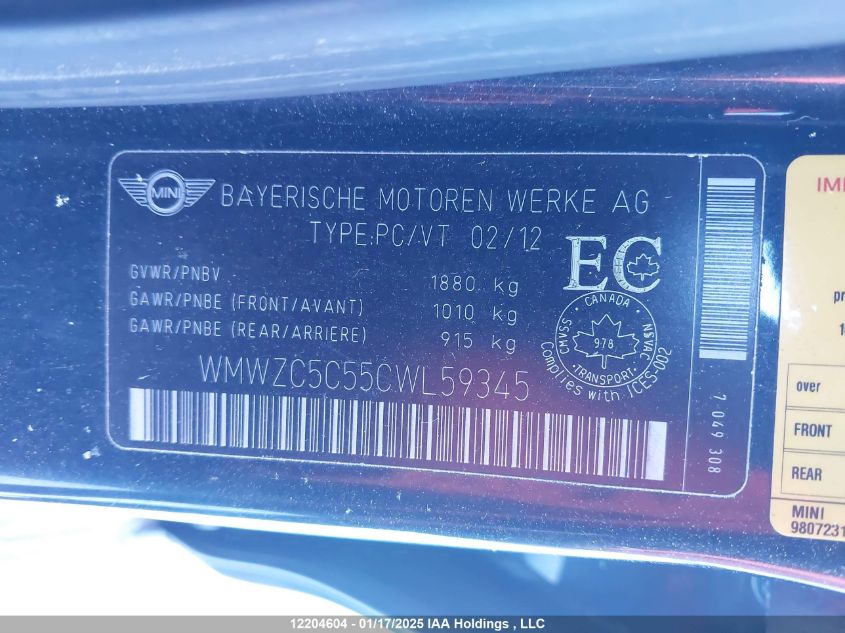 MINI
BAYERISCHE MOTOREN WERKE AG
TYPE:PC/VT 02/12
EC
GVWR/PNBV 1880 kg
GAWR/PNBE (FRONT/AVANT) 1010 kg
GAWR/PNBE (REAR/ARRIERE) 915 kg
CANADA
CMVSS 978 NSVAC
TRANSPORT
Complies with ICES-002
WMWZC5C55CWL59345
7 049 308
over
FRONT
REAR
MINI
9807231
12204604 - 01/17/2025 IAA Holdings , LLC